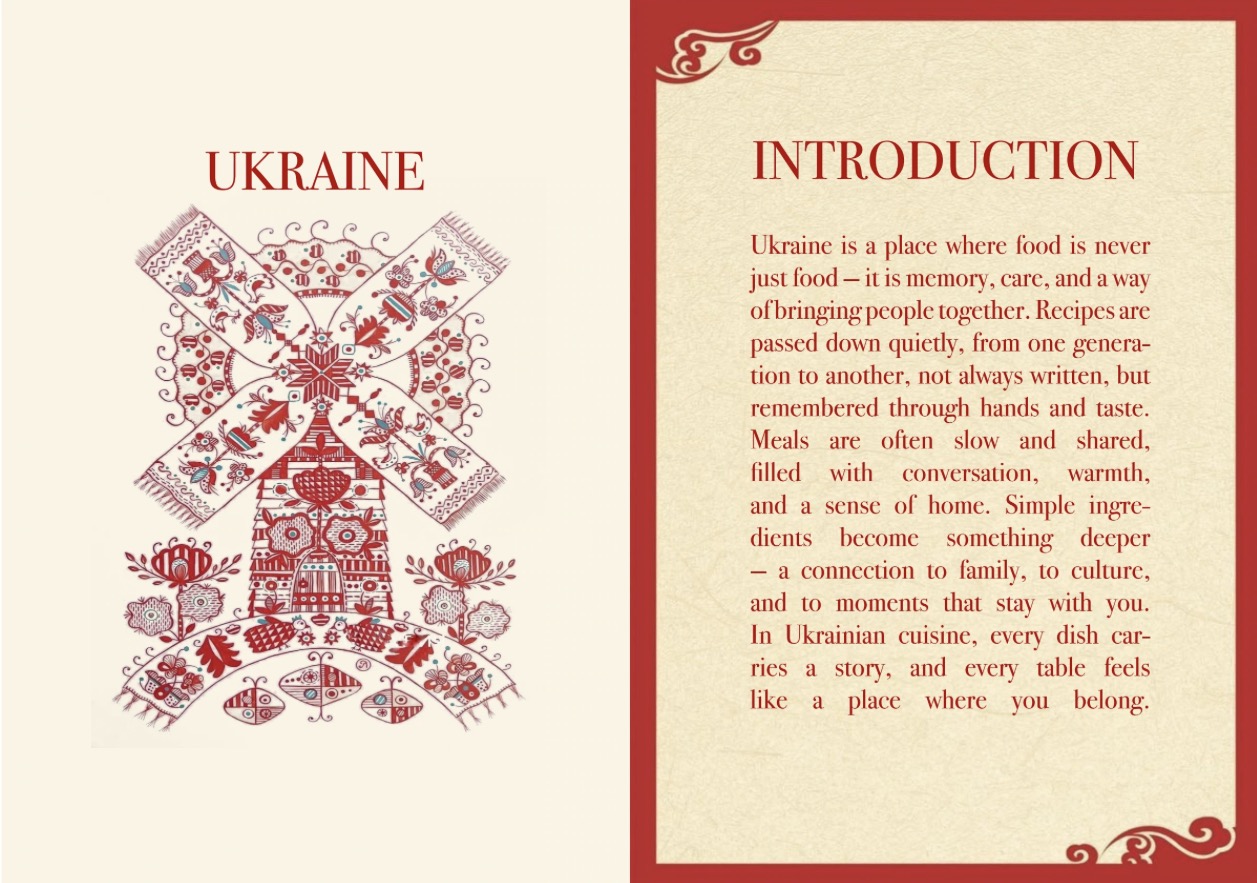 UKRAINE
INTRODUCTION
Ukraine is a place where food is never
just food – it is memory, care, and a way
of bringing people together. Recipes are
passed down quietly, from one genera-
tion to another, not always written, but
remembered through hands and taste.
Meals are often slow and shared,
filled with conversation, warmth,
and a sense of home. Simple ingre-
dients become something deeper
– a connection to family, to culture,
and to moments that stay with you.
In Ukrainian cuisine, every dish car-
ries a story, and every table feels
like a place where you belong.